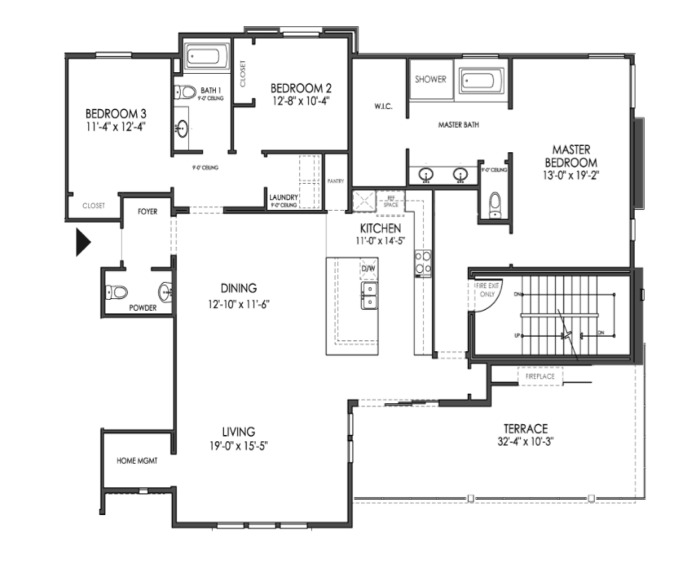 BEDROOM 3
11'-4" x 12'-4"
CLOSET
BATH 1
9'-0" CEILING
CLOSET
BEDROOM 2
12'-8" x 10'-4"
9'-0" CEILING
LAUNDRY
9'-0" CEILING
PANTRY
W.I.C.
SHOWER
MASTER BATH
9'-0" CEILING
MASTER
BEDROOM
13'-0" x 19'-2"
FOYER
POWDER
REF
SPACE
KITCHEN
11'-0" x 14'-5"
D/W
DINING
12'-10" x 11'-6"
FIRE EXIT
ONLY
DN
UP
DN
FIREPLACE
LIVING
19'-0" x 15'-5"
HOME MGMT
TERRACE
32'-4" x 10'-3"